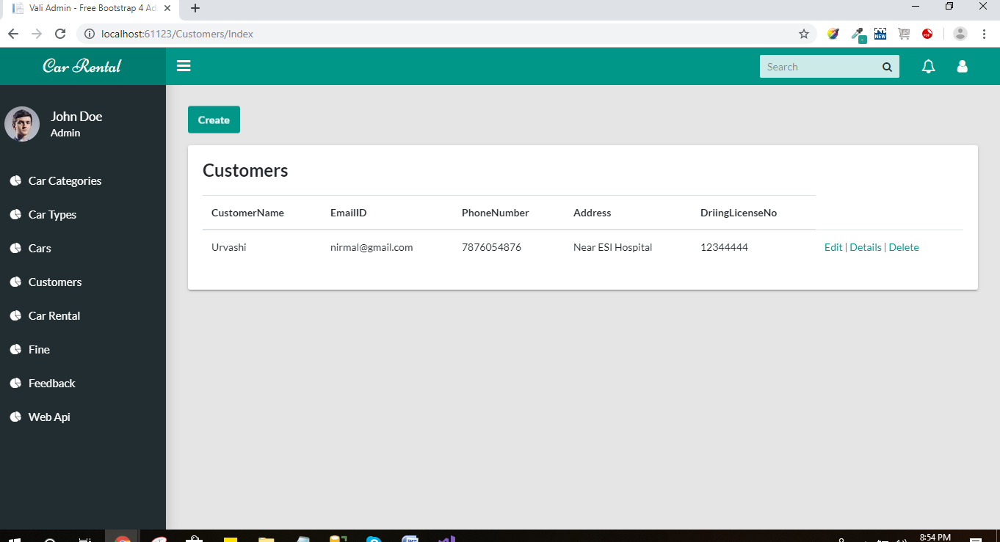 Vali Admin - Free Bootstrap 4 Ad
localhost:61123/Customers/Index
Car Rental
Search
John Doe
Admin
Car Categories
Car Types
Cars
Customers
Car Rental
Fine
Feedback
Web Api
Create
Customers
CustomerName EmailID PhoneNumber Address DriingLicenseNo
Urvashi nirmal@gmail.com 7876054876 Near ESI Hospital 12344444 Edit | Details | Delete
8:54 PM